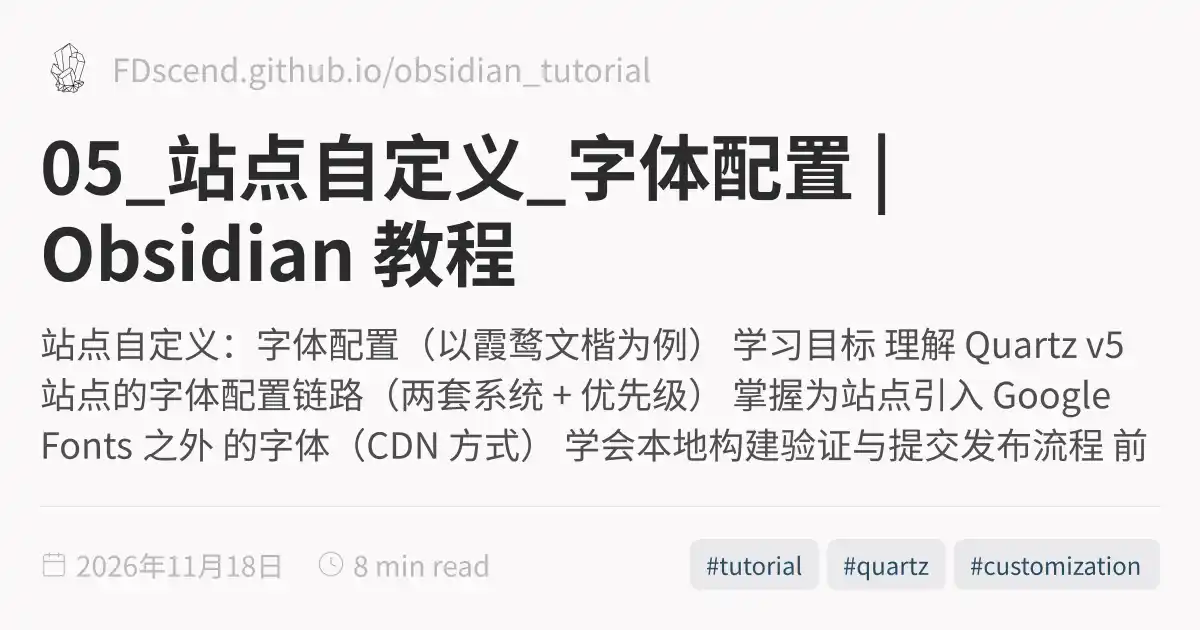 FDscend.github.io/obsidian_tutorial
05_站点自定义_字体配置 |
Obsidian 教程
站点自定义：字体配置（以霞鹜文楷为例） 学习目标 理解 Quartz v5
站点的字体配置链路（两套系统 + 优先级） 掌握为站点引入 Google
Fonts 之外 的字体（CDN 方式） 学会本地构建验证与提交发布流程 前
2026年11月18日 8 min read #tutorial #quartz #customization